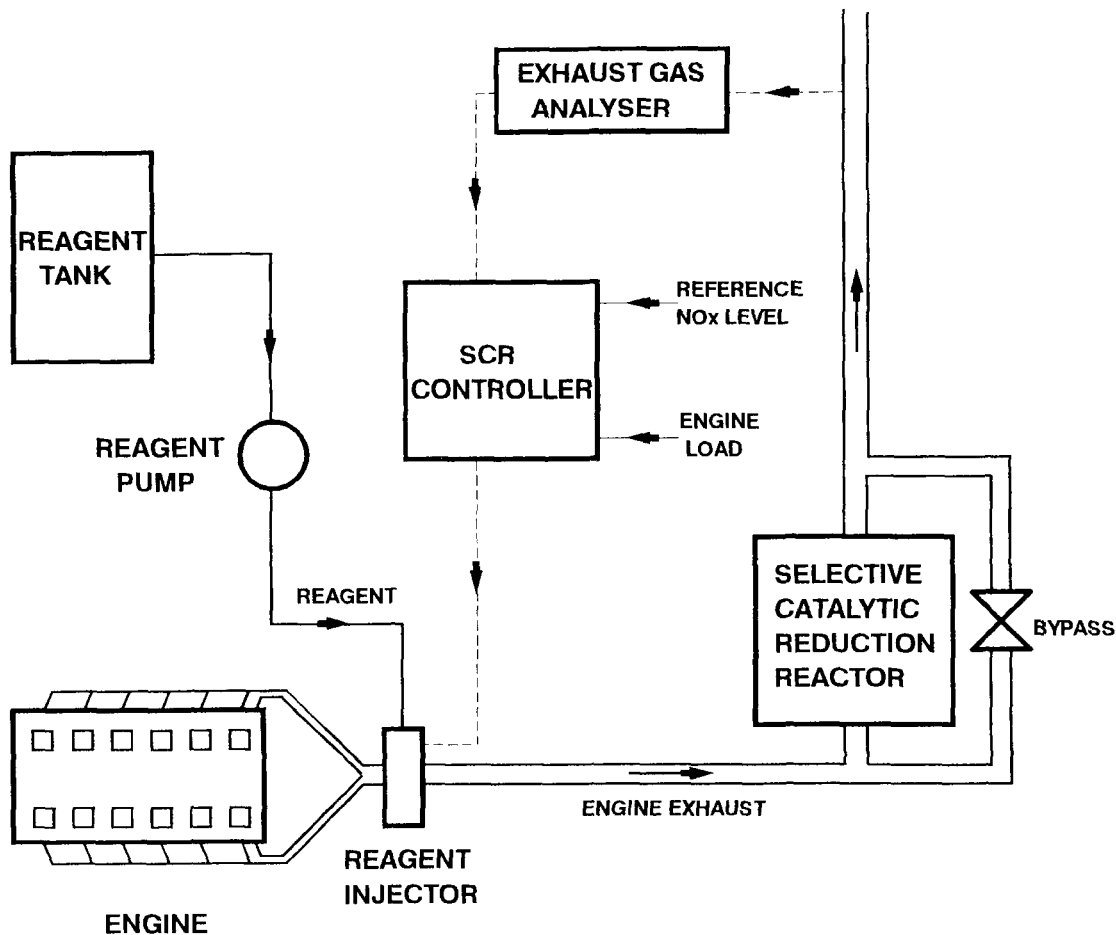 EXHAUST GAS
ANALYSER
REAGENT
TANK
REFERENCE
NOx LEVEL
SCR
CONTROLLER
ENGINE
LOAD
REAGENT
PUMP
SELECTIVE
CATALYTIC
REDUCTION
REACTOR
BYPASS
REAGENT
ENGINE EXHAUST
REAGENT
INJECTOR
ENGINE